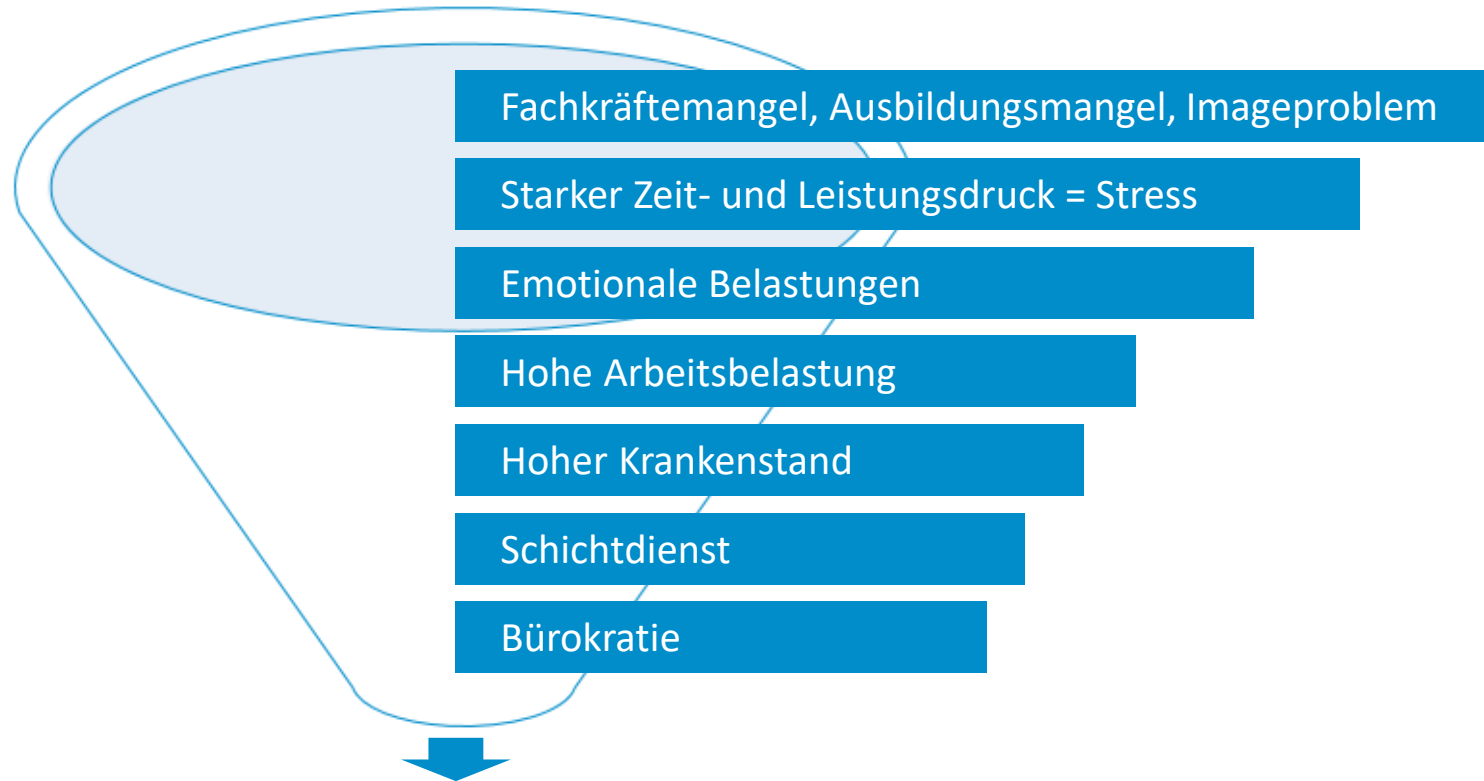 Fachkräftemangel, Ausbildungsmangel, Imageproblem
Starker Zeit- und Leistungsdruck = Stress
Emotionale Belastungen
Hohe Arbeitsbelastung
Hoher Krankenstand
Schichtdienst
Bürokratie